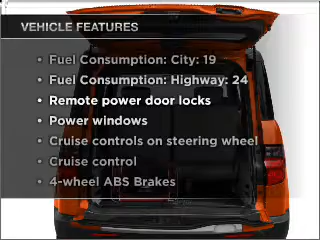 VEHICLE FEATURES
• Fuel Consumption: City: 19
• Fuel Consumption: Highway: 24
• Remote power door locks
• Power windows
• Cruise controls on steering wheel
• Cruise control
• 4-wheel ABS Brakes